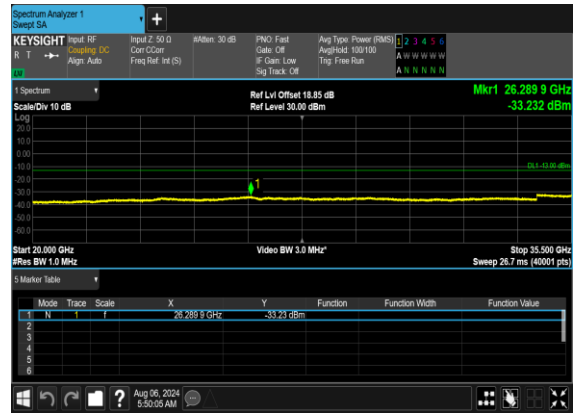 Spectrum Analyzer 1
Swept SA
+
KEYSIGHT Input: RF Input Z: 50 Ω #Atten: 30 dB PNO: Fast Avg Type: Power (RMS) 1 2 3 4 5 6
R T Coupling: DC Corr CCorr Gate: Off Avg|Hold: 100/100 A W W W W W
Align: Auto Freq Ref: Int (S) IF Gain: Low Trig: Free Run
LW Sig Track: Off A N N N N N
1 Spectrum Ref Lvl Offset 18.85 dB Mkr1 26.289 9 GHz
Scale/Div 10 dB Ref Level 30.00 dBm -33.232 dBm
Log
20.0
10.0
0.00
-10.0 DL1 -13.00 dBm
-20.0
-30.0 1
-40.0
-50.0
-60.0
Start 20.000 GHz Video BW 3.0 MHz* Stop 35.500 GHz
#Res BW 1.0 MHz Sweep 26.7 ms (40001 pts)
5 Marker Table
Mode Trace Scale X Y Function Function Width Function Value
1 N 1 f 26.289 9 GHz -33.23 dBm
2
3
4
5
6
? Aug 06, 2024
5:50:05 AM